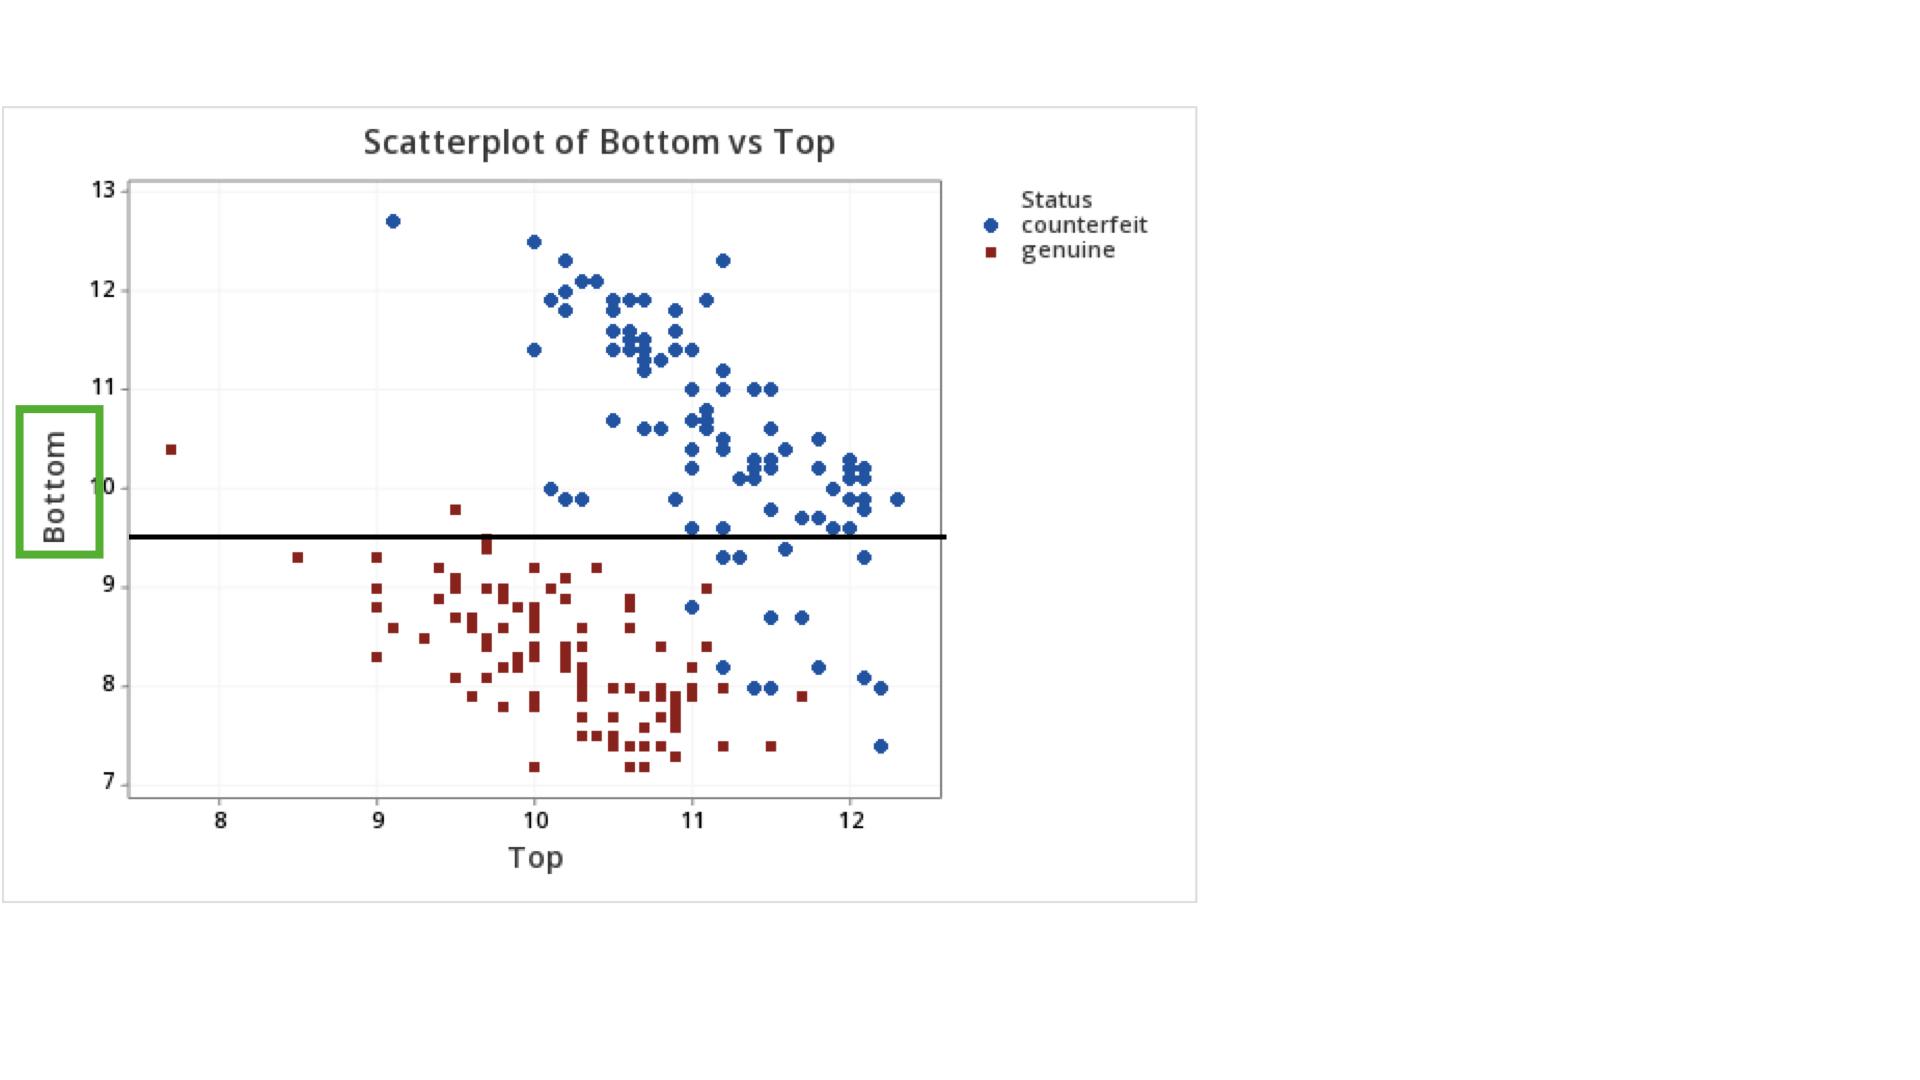 Scatterplot of Bottom vs Top
Status
counterfeit
genuine
13
12
11
10
9
8
7
Bottom
8 9 10 11 12
Top